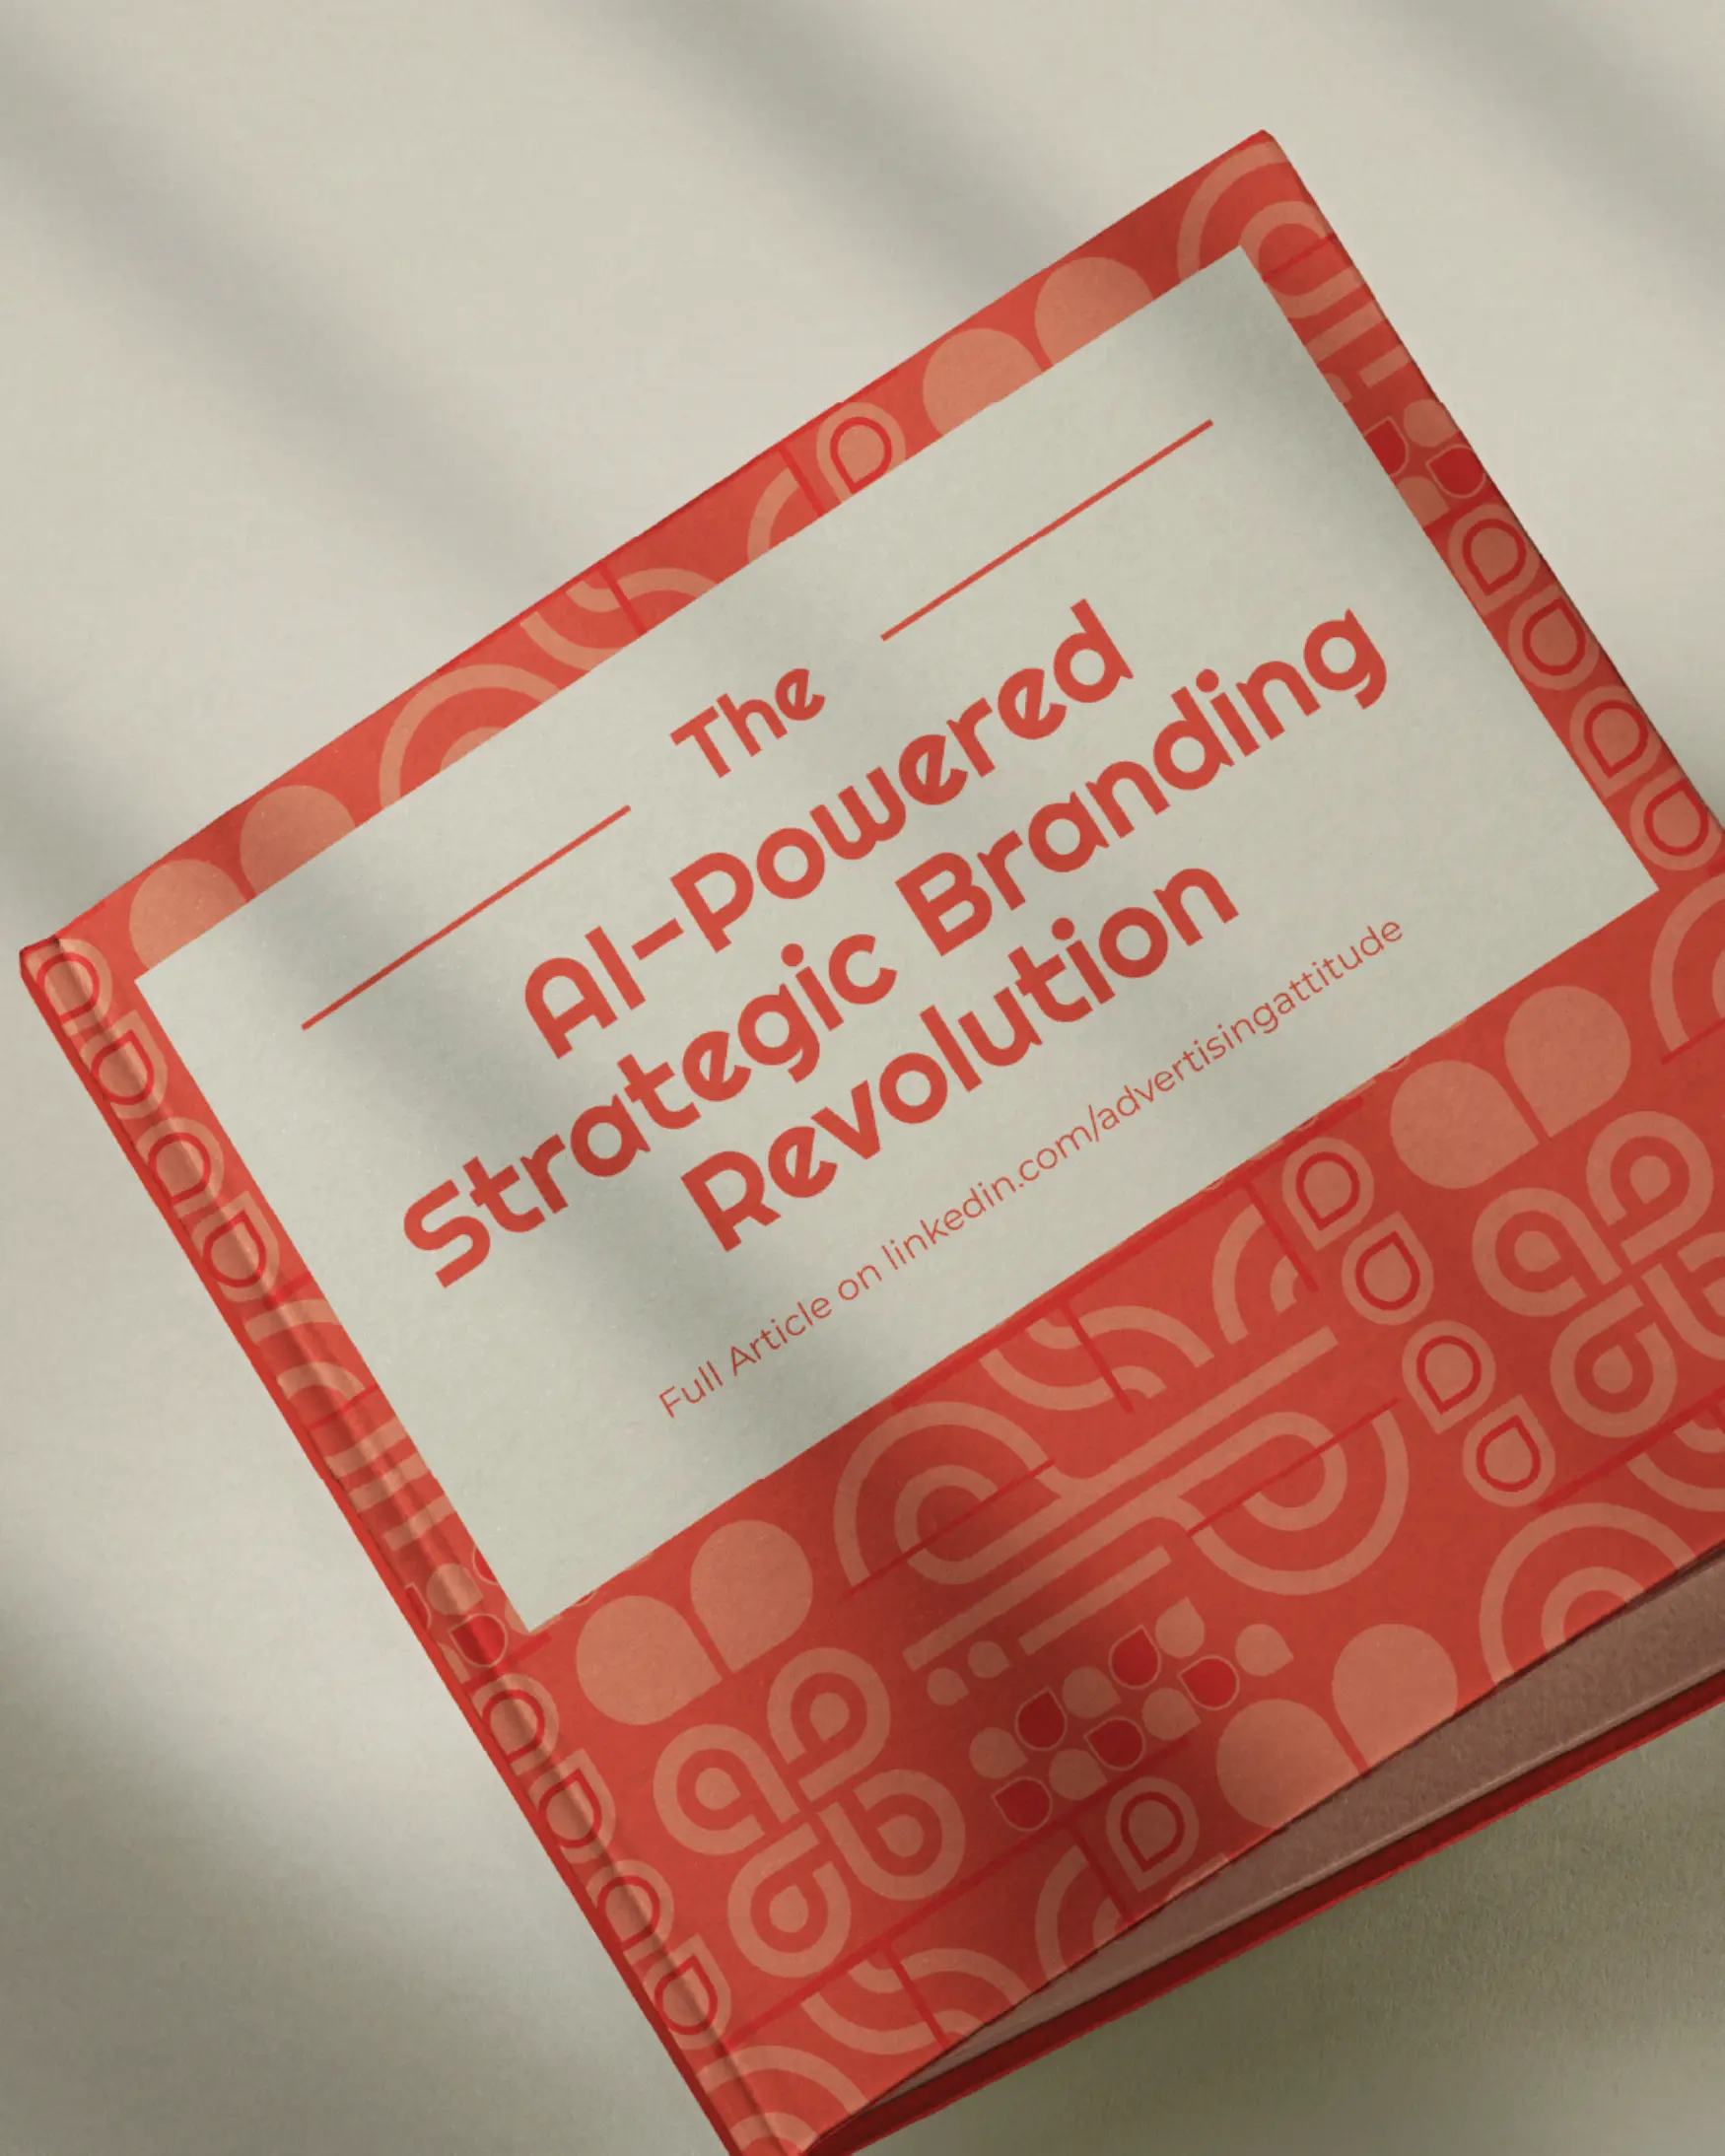 The
AI-Powered
Strategic Branding
Revolution
Full Article on linkedin.com/advertisingattitude